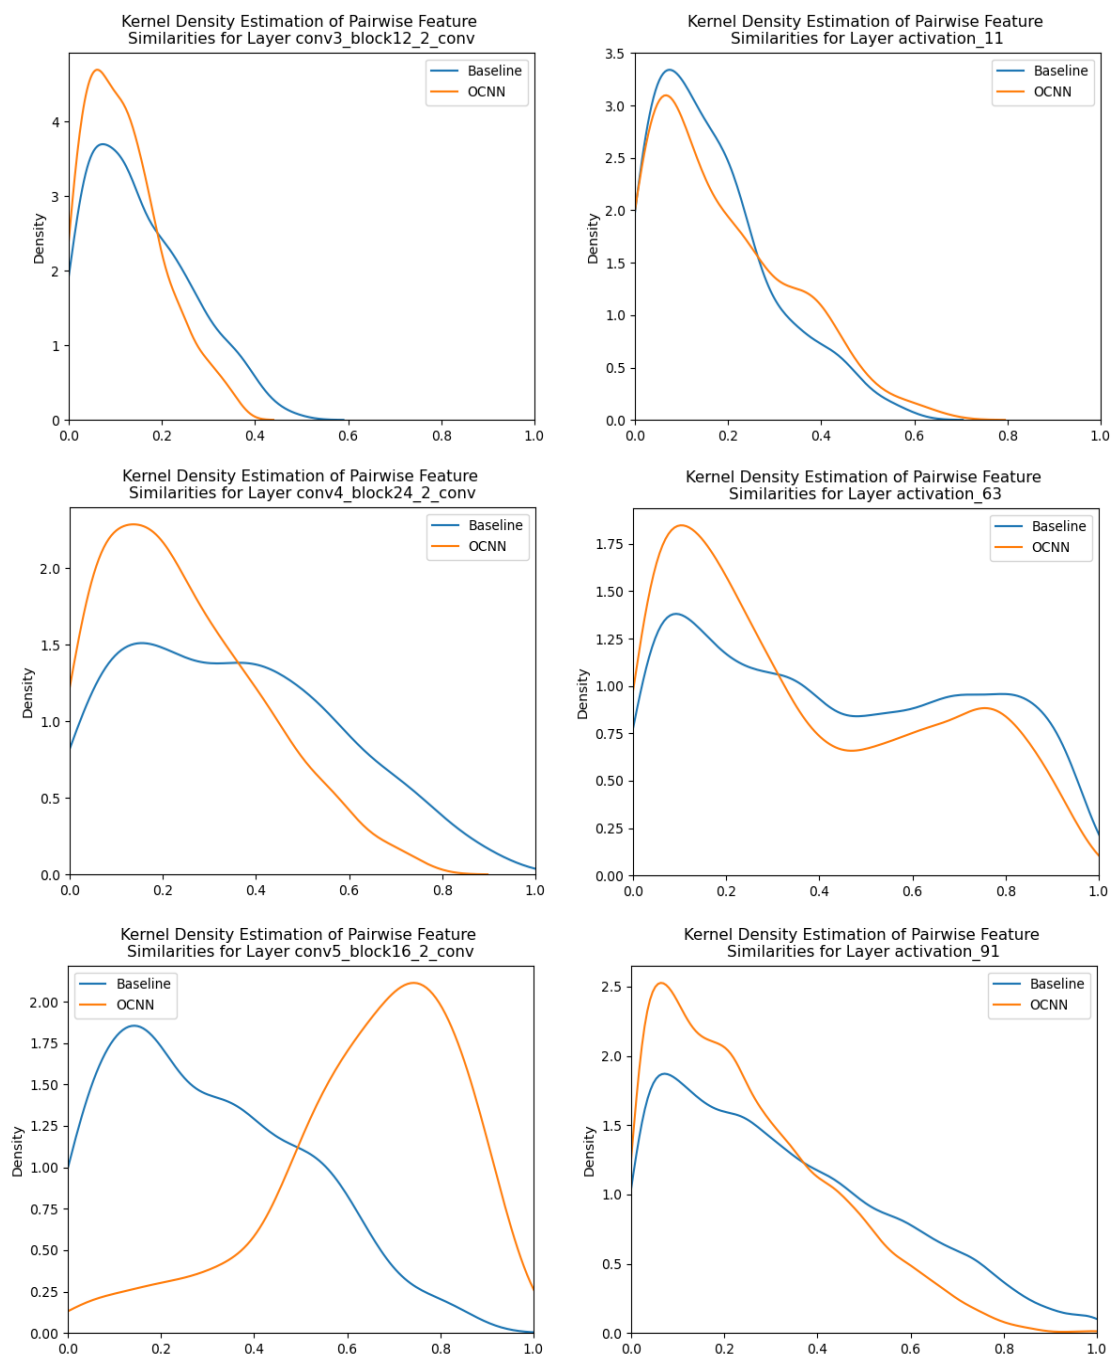 Kernel Density Estimation of Pairwise Feature
Similarities for Layer conv3_block12_2_conv
Baseline
OCNN
Density
4
3
2
1
0
0.0 0.2 0.4 0.6 0.8 1.0
Kernel Density Estimation of Pairwise Feature
Similarities for Layer activation_11
Baseline
OCNN
Density
3.5
3.0
2.5
2.0
1.5
1.0
0.5
0.0
0.0 0.2 0.4 0.6 0.8 1.0
Kernel Density Estimation of Pairwise Feature
Similarities for Layer conv4_block24_2_conv
Baseline
OCNN
Density
2.0
1.5
1.0
0.5
0.0
0.0 0.2 0.4 0.6 0.8 1.0
Kernel Density Estimation of Pairwise Feature
Similarities for Layer activation_63
Baseline
OCNN
Density
1.75
1.50
1.25
1.00
0.75
0.50
0.25
0.00
0.0 0.2 0.4 0.6 0.8 1.0
Kernel Density Estimation of Pairwise Feature
Similarities for Layer conv5_block16_2_conv
Baseline
OCNN
Density
2.00
1.75
1.50
1.25
1.00
0.75
0.50
0.25
0.00
0.0 0.2 0.4 0.6 0.8 1.0
Kernel Density Estimation of Pairwise Feature
Similarities for Layer activation_91
Baseline
OCNN
Density
2.5
2.0
1.5
1.0
0.5
0.0
0.0 0.2 0.4 0.6 0.8 1.0